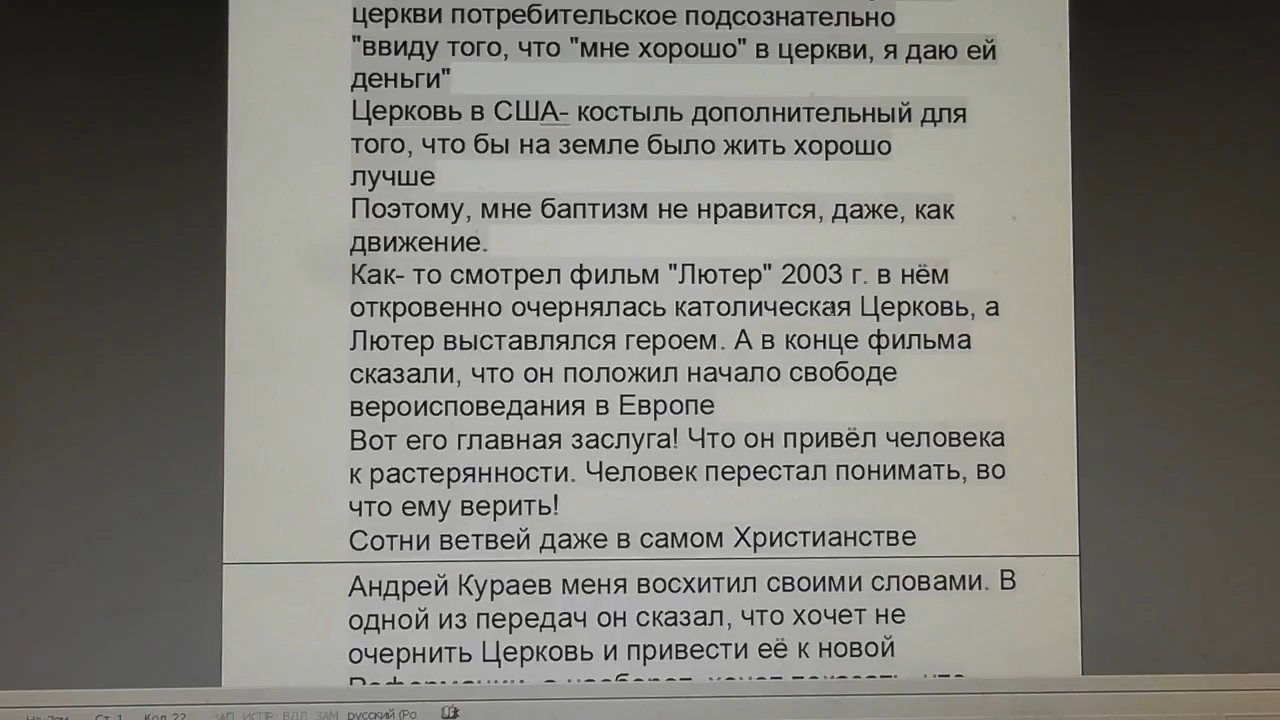 церкви потребительское подсознательно
"ввиду того, что "мне хорошо" в церкви, я даю ей
деньги"
Церковь в США- костыль дополнительный для
того, что бы на земле было жить хорошо
лучше
Поэтому, мне баптизм не нравится, даже, как
движение.
Как- то смотрел фильм "Лютер" 2003 г. в нём
откровенно очернялась католическая Церковь, а
Лютер выставлялся героем. А в конце фильма
сказали, что он положил начало свободе
вероисповедания в Европе
Вот его главная заслуга! Что он привёл человека
к растерянности. Человек перестал понимать, во
что ему верить!
Сотни ветвей даже в самом Христианстве
Андрей Кураев меня восхитил своими словами. В
одной из передач он сказал, что хочет не
очернить Церковь и привести её к новой
Ст 1 Кол 22 ЗАП ИСПР ВДЛ ЗАМ русский (Ро